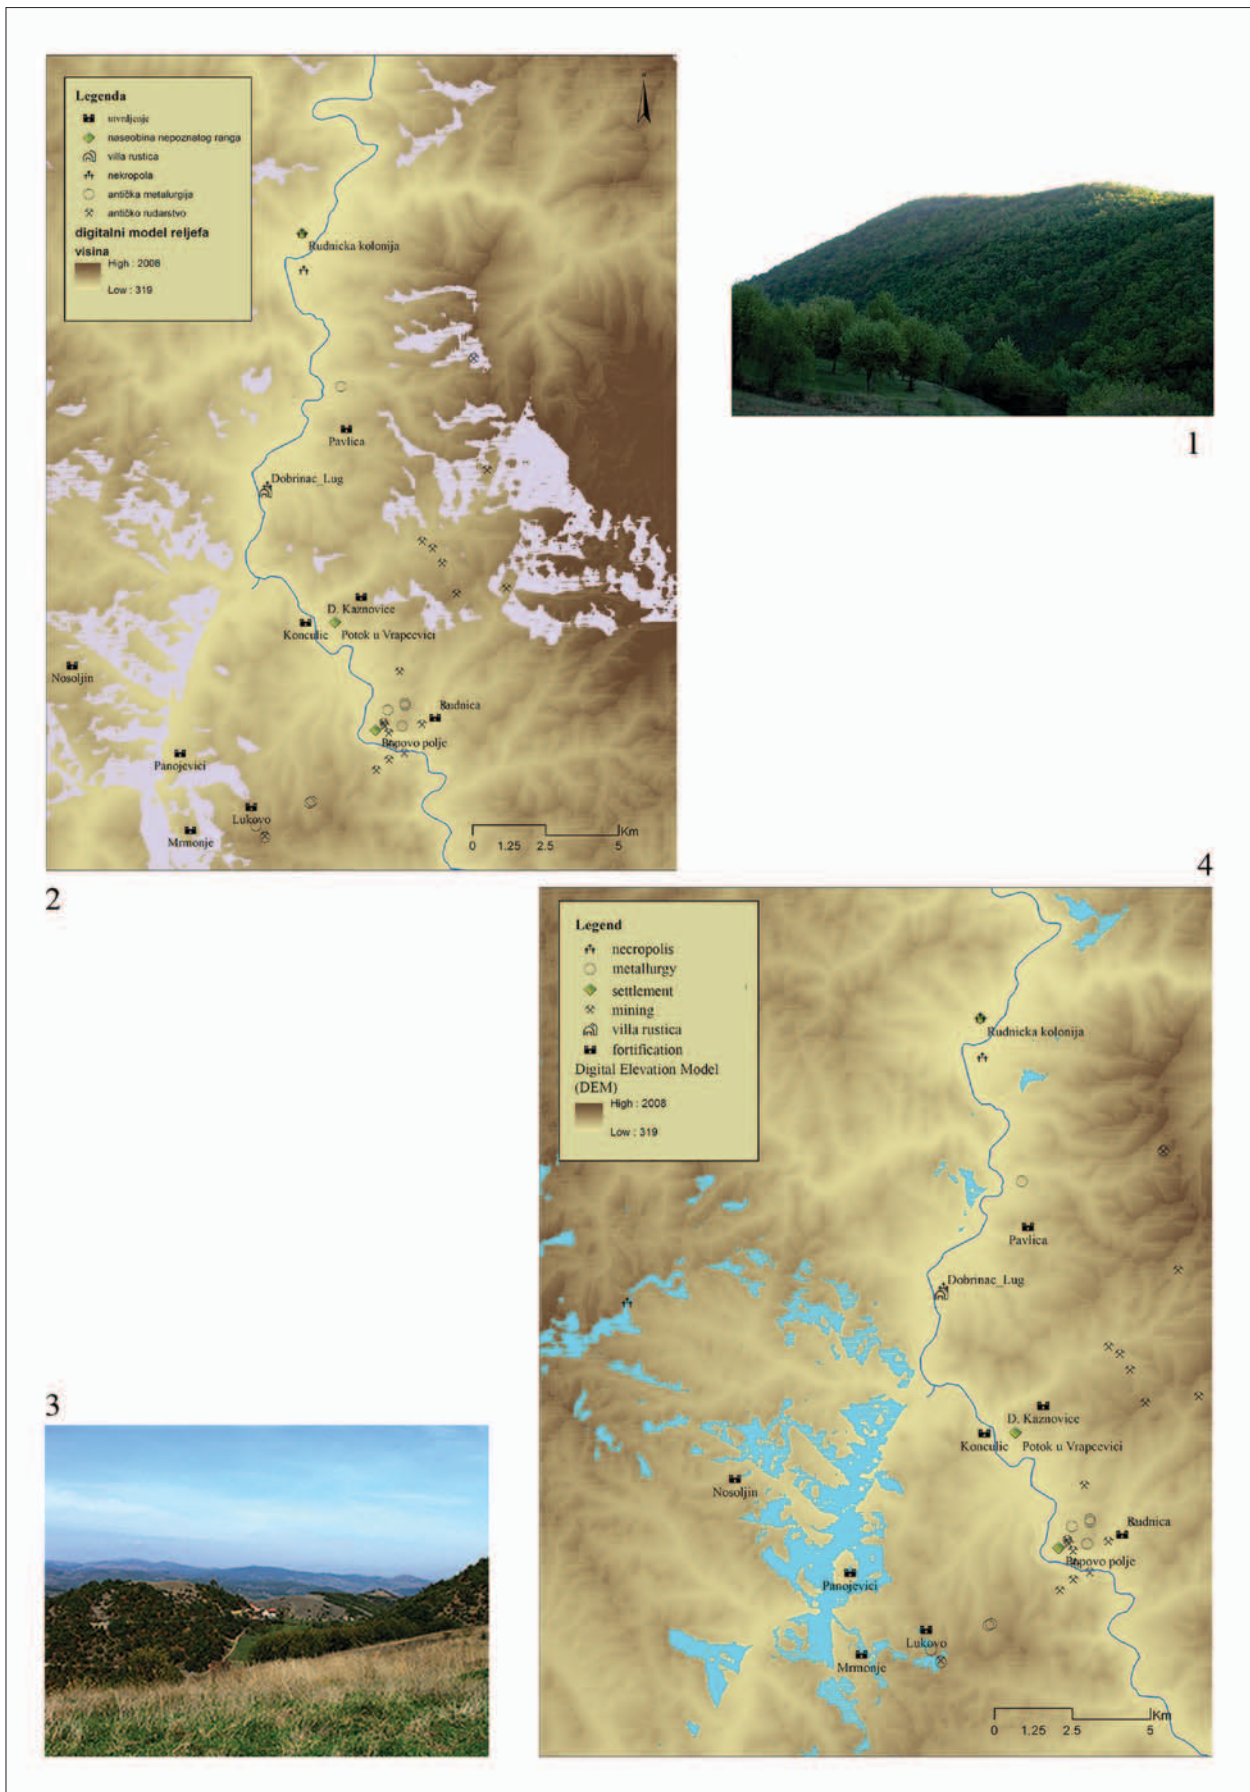 Legenda
utvrdjenje
naseobina nepoznatog ranga
villa rustica
nekropola
antička metalurgija
antičko rudarstvo
digitalni model reljefa
visina
High : 2008
Low : 319
Rudnicka kolonija
Pavlica
Dobrinac_Lug
D. Kaznovice
Konculic
Potok u Vrapcevici
Nosoljin
Rudnica
Popovo polje
Panojevici
Lukovo
Mrmonje
Km
0 1.25 2.5 5
1
2
4
Legend
necropolis
metallurgy
settlement
mining
villa rustica
fortification
Digital Elevation Model
(DEM)
High : 2008
Low : 319
Rudnicka kolonija
Pavlica
Dobrinac_Lug
D. Kaznovice
Konculic
Potok u Vrapcevici
Nosoljin
Rudnica
Popovo polje
Panojevici
Lukovo
Mrmonje
Km
0 1.25 2.5 5
3